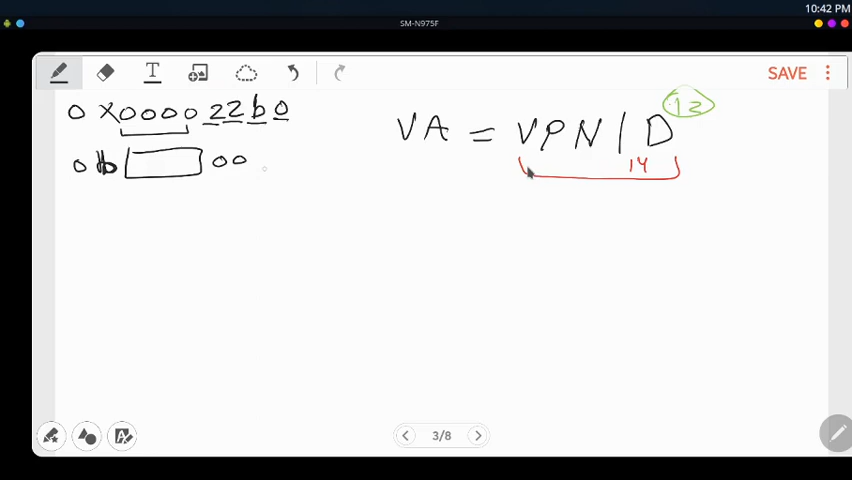 10:42 PM
SM-N975F
T
SAVE
0x000022b0
0b 00
VA = VPN | D 12
14
3/8
A